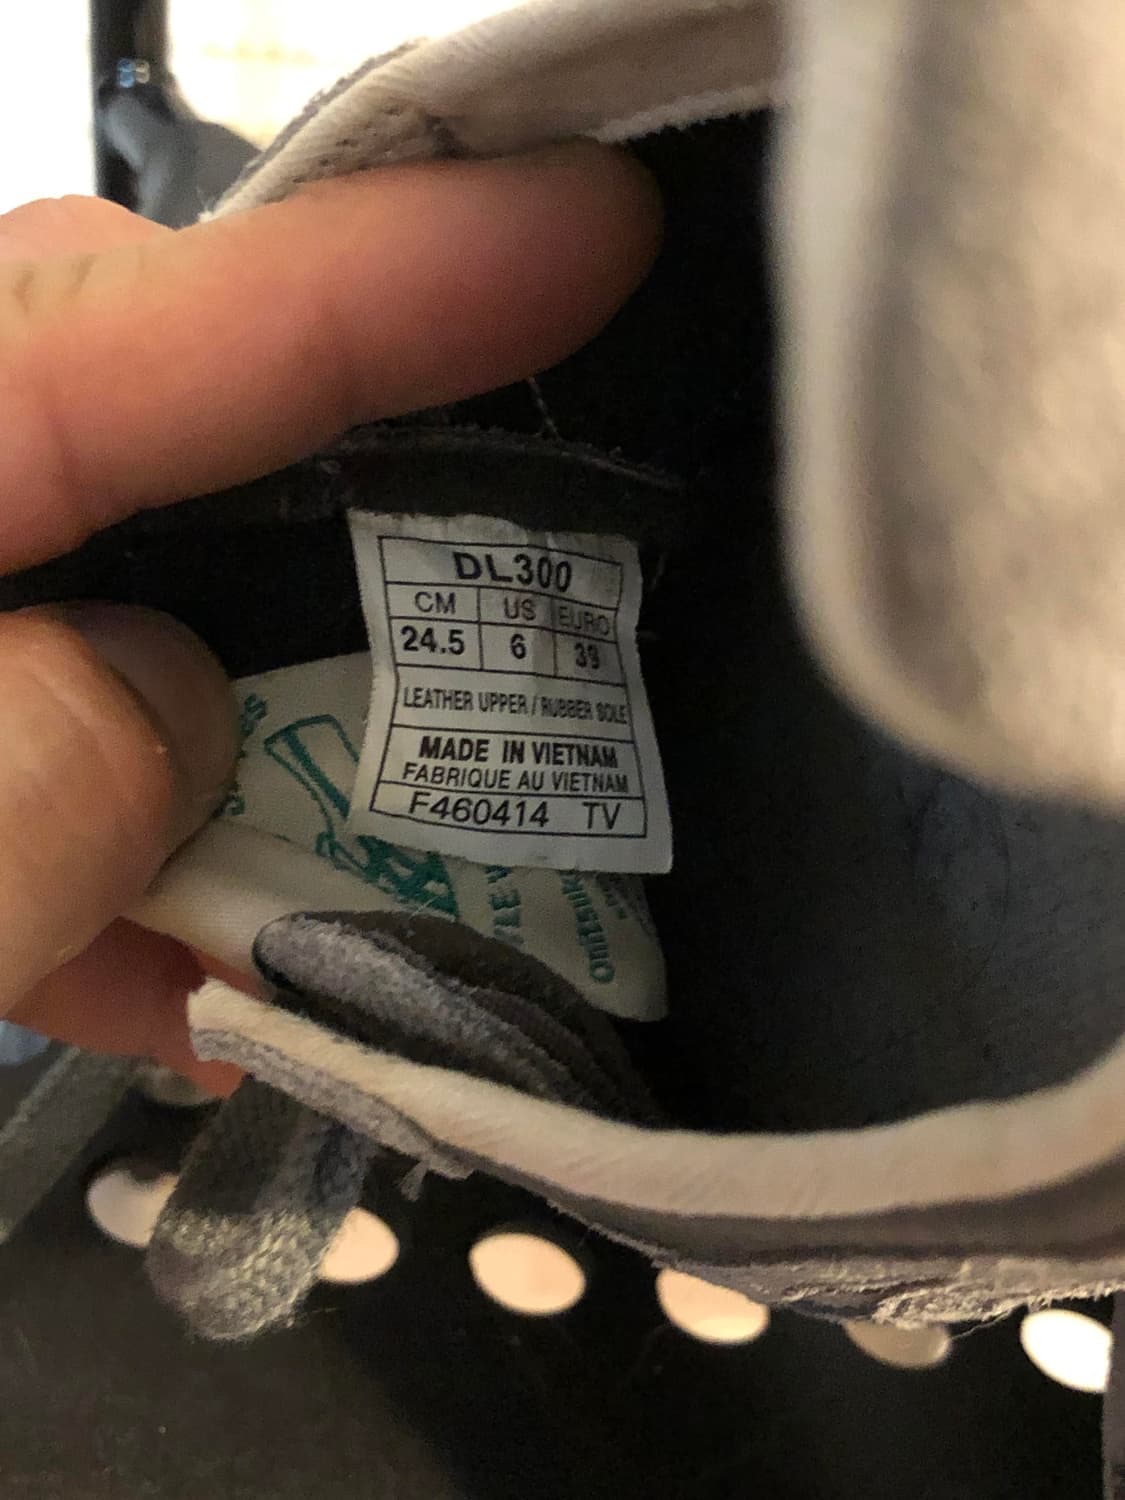 DL300
CM US EURO
24.5 6 39
LEATHER UPPER / RUBBER SOLE
MADE IN VIETNAM
FABRIQUE AU VIETNAM
F460414 TV